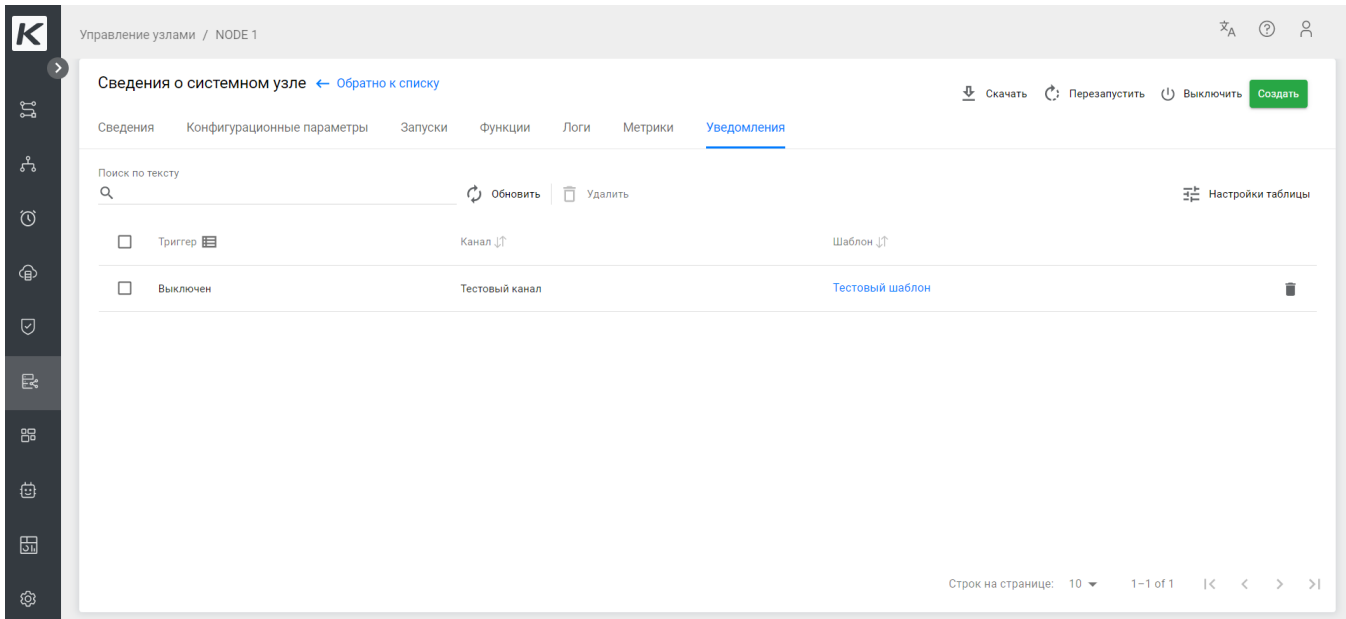 K
Управление узлами / NODE 1
Сведения о системном узле ← Обратно к списку
Скачать Перезапустить Выключить Создать
Сведения Конфигурационные параметры Запуски Функции Логи Метрики Уведомления
Поиск по тексту
Обновить Удалить Настройки таблицы
Триггер Канал Шаблон
Выключен Тестовый канал Тестовый шаблон
Строк на странице: 10 1–1 of 1